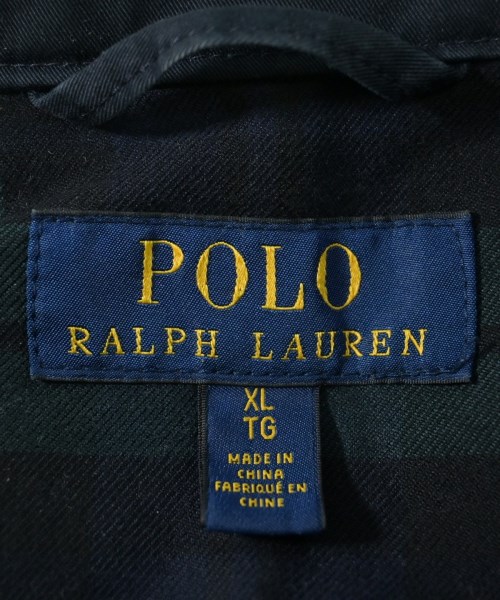 POLO
RALPH LAUREN
XL
TG
MADE IN
CHINA
FABRIQUÉ EN
CHINE